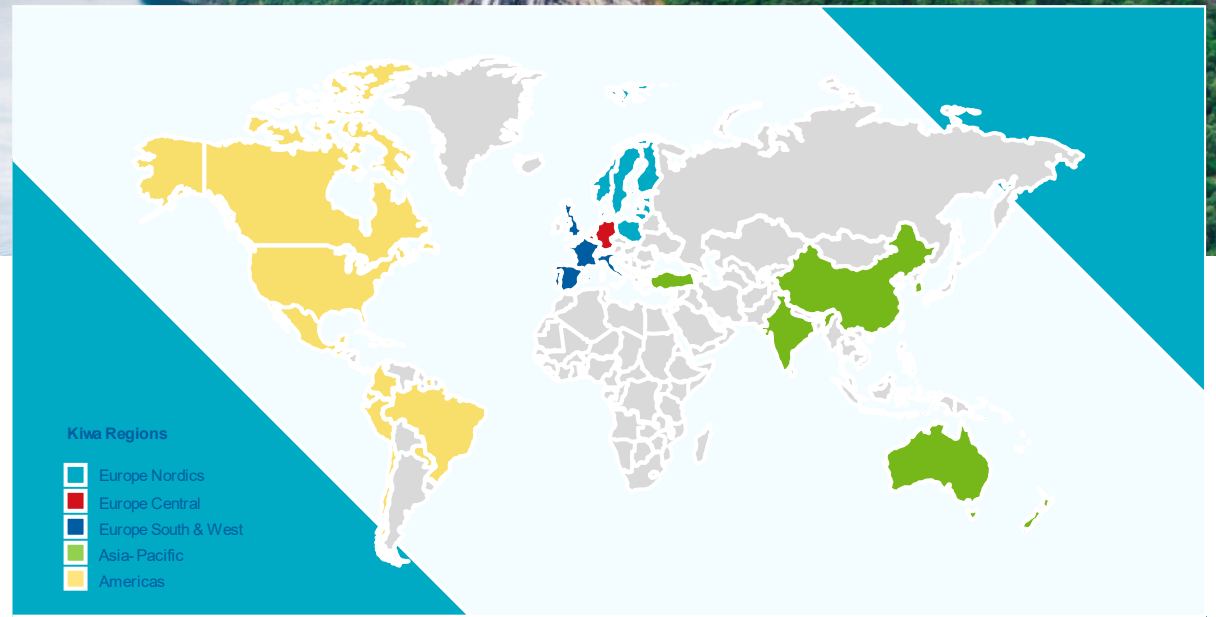 Kiwa Regions
Europe Nordics
Europe Central
Europe South & West
Asia-Pacific
Americas